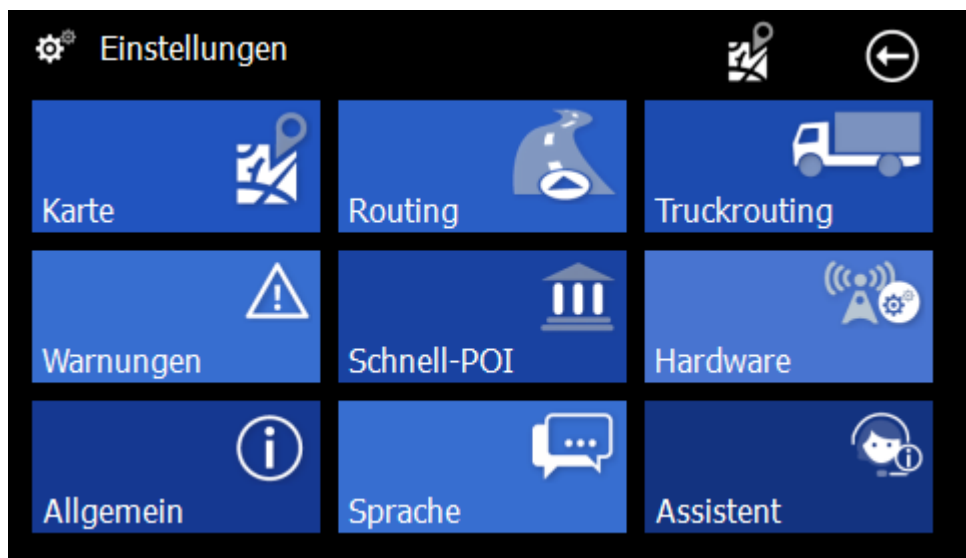 Einstellungen
Karte
Routing
Truckrouting
Warnungen
Schnell-POI
Hardware
Allgemein
Sprache
Assistent